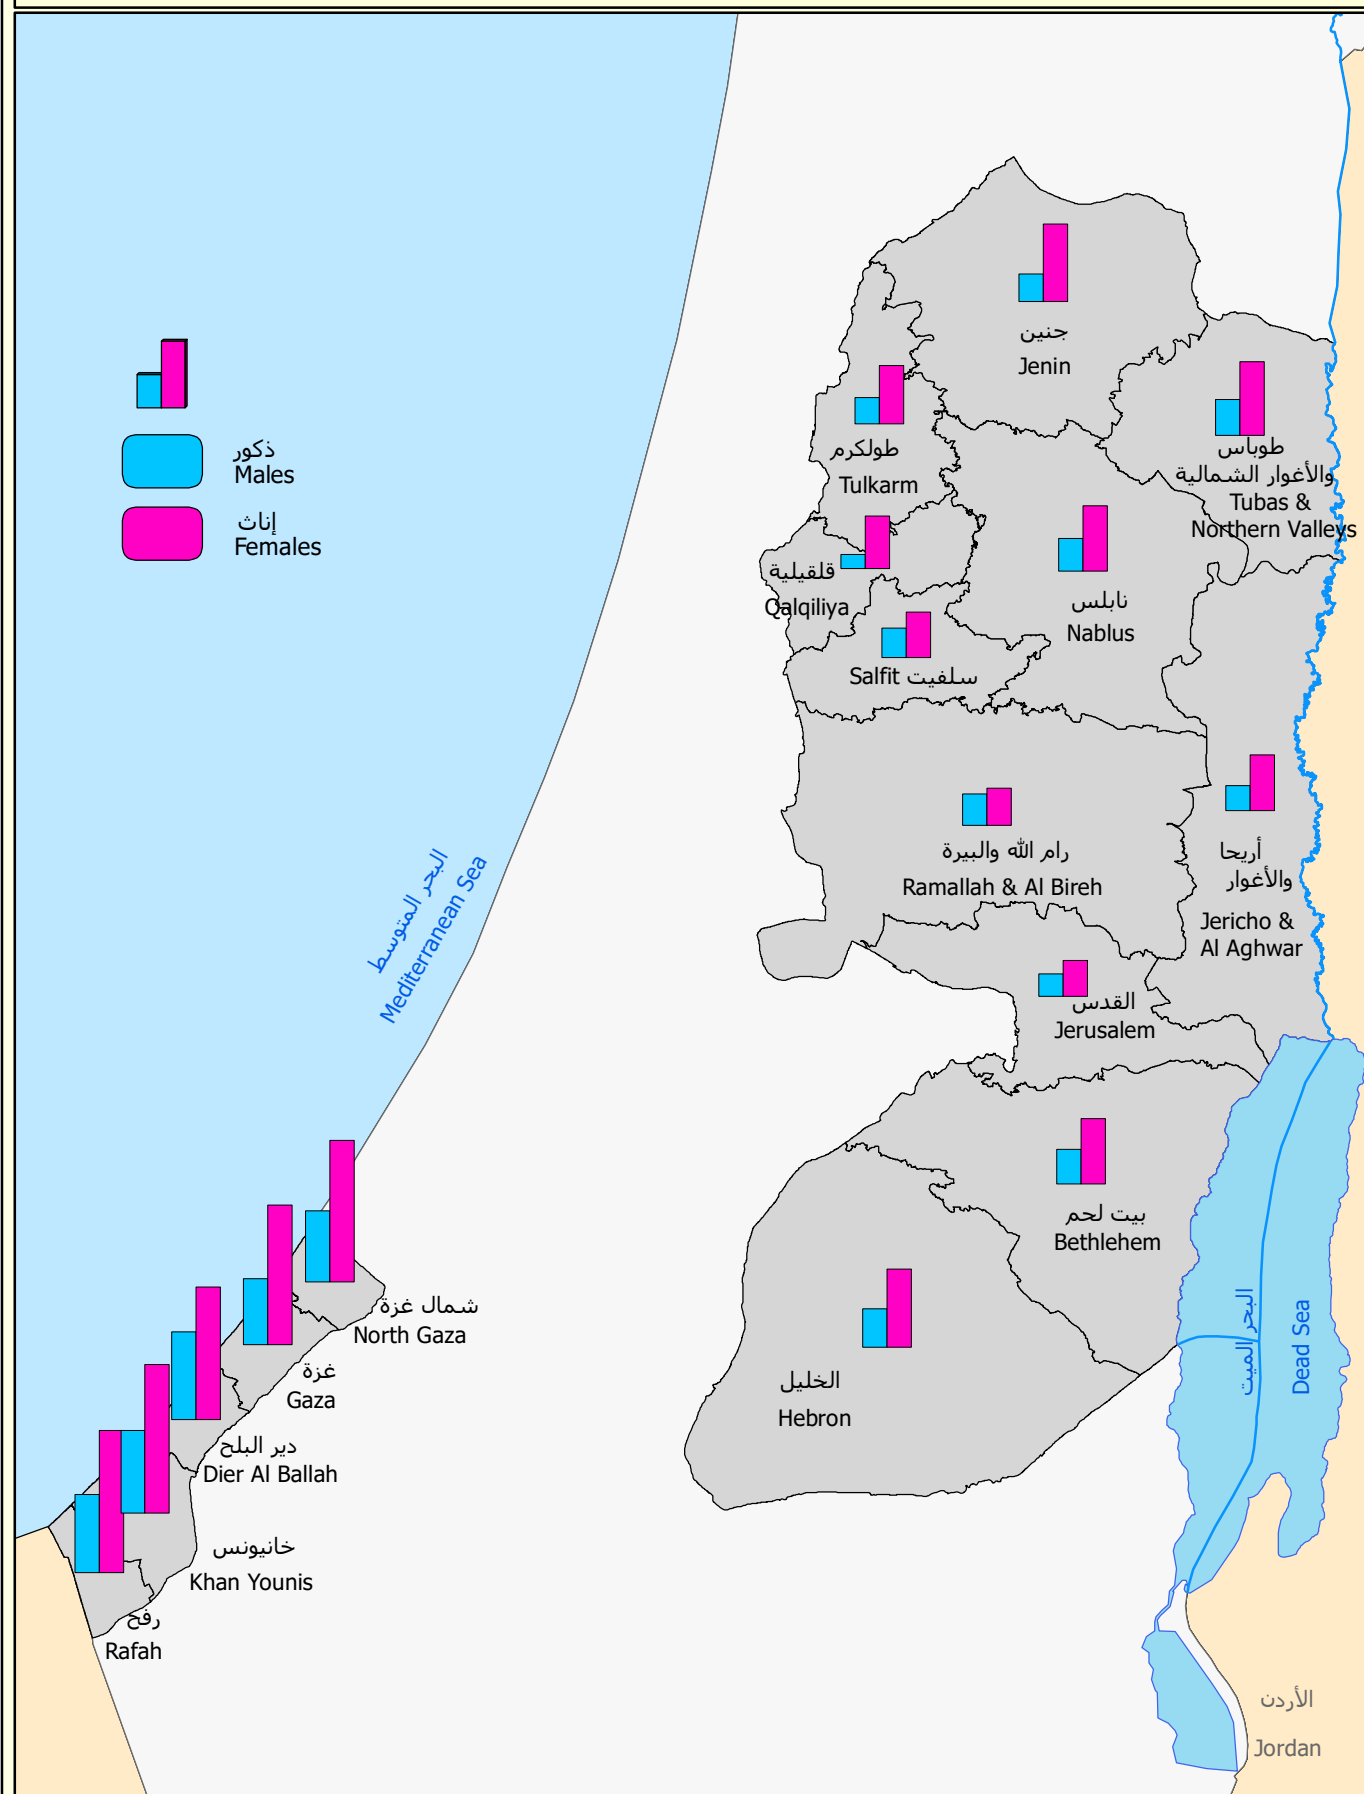 ذكور
Males
إناث
Females
جنين
Jenin
طولكرم
Tulkarm
طوباس
والأغوار الشمالية
Tubas &
Northern Valleys
قلقيلية
Qalqiliya
نابلس
Nablus
Salfit سلفيت
رام الله والبيرة
Ramallah & Al Bireh
أريحا
والأغوار
Jericho &
Al Aghwar
القدس
Jerusalem
البحر المتوسط
Mediterranean Sea
بيت لحم
Bethlehem
الخليل
Hebron
البحر الميت
Dead Sea
شمال غزة
North Gaza
غزة
Gaza
دير البلح
Dier Al Ballah
خانيونس
Khan Younis
رفح
Rafah
الأردن
Jordan